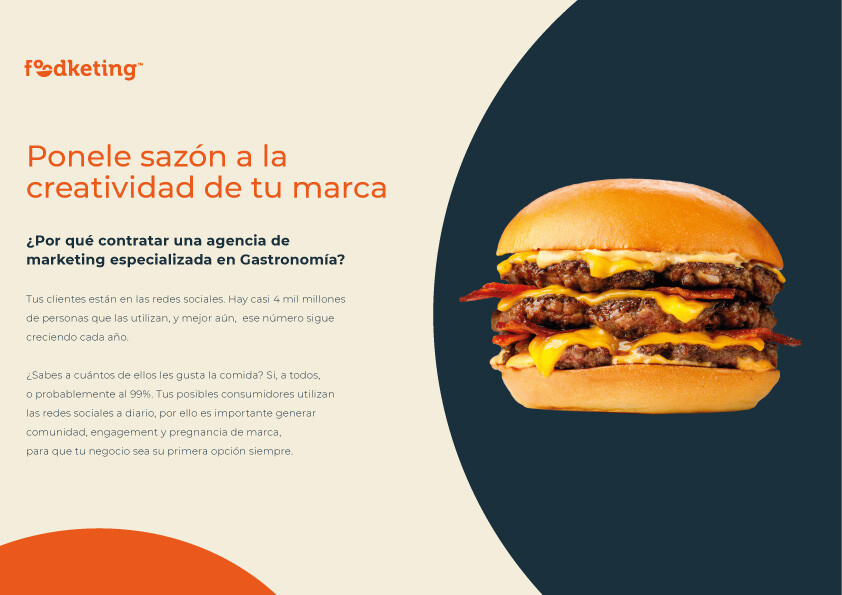 foodketing™
Ponele sazón a la
creatividad de tu marca
¿Por qué contratar una agencia de
marketing especializada en Gastronomía?
Tus clientes están en las redes sociales. Hay casi 4 mil millones
de personas que las utilizan, y mejor aún, ese número sigue
creciendo cada año.
¿Sabes a cuántos de ellos les gusta la comida? Si, a todos,
o probablemente al 99%. Tus posibles consumidores utilizan
las redes sociales a diario, por ello es importante generar
comunidad, engagement y pregnancia de marca,
para que tu negocio sea su primera opción siempre.